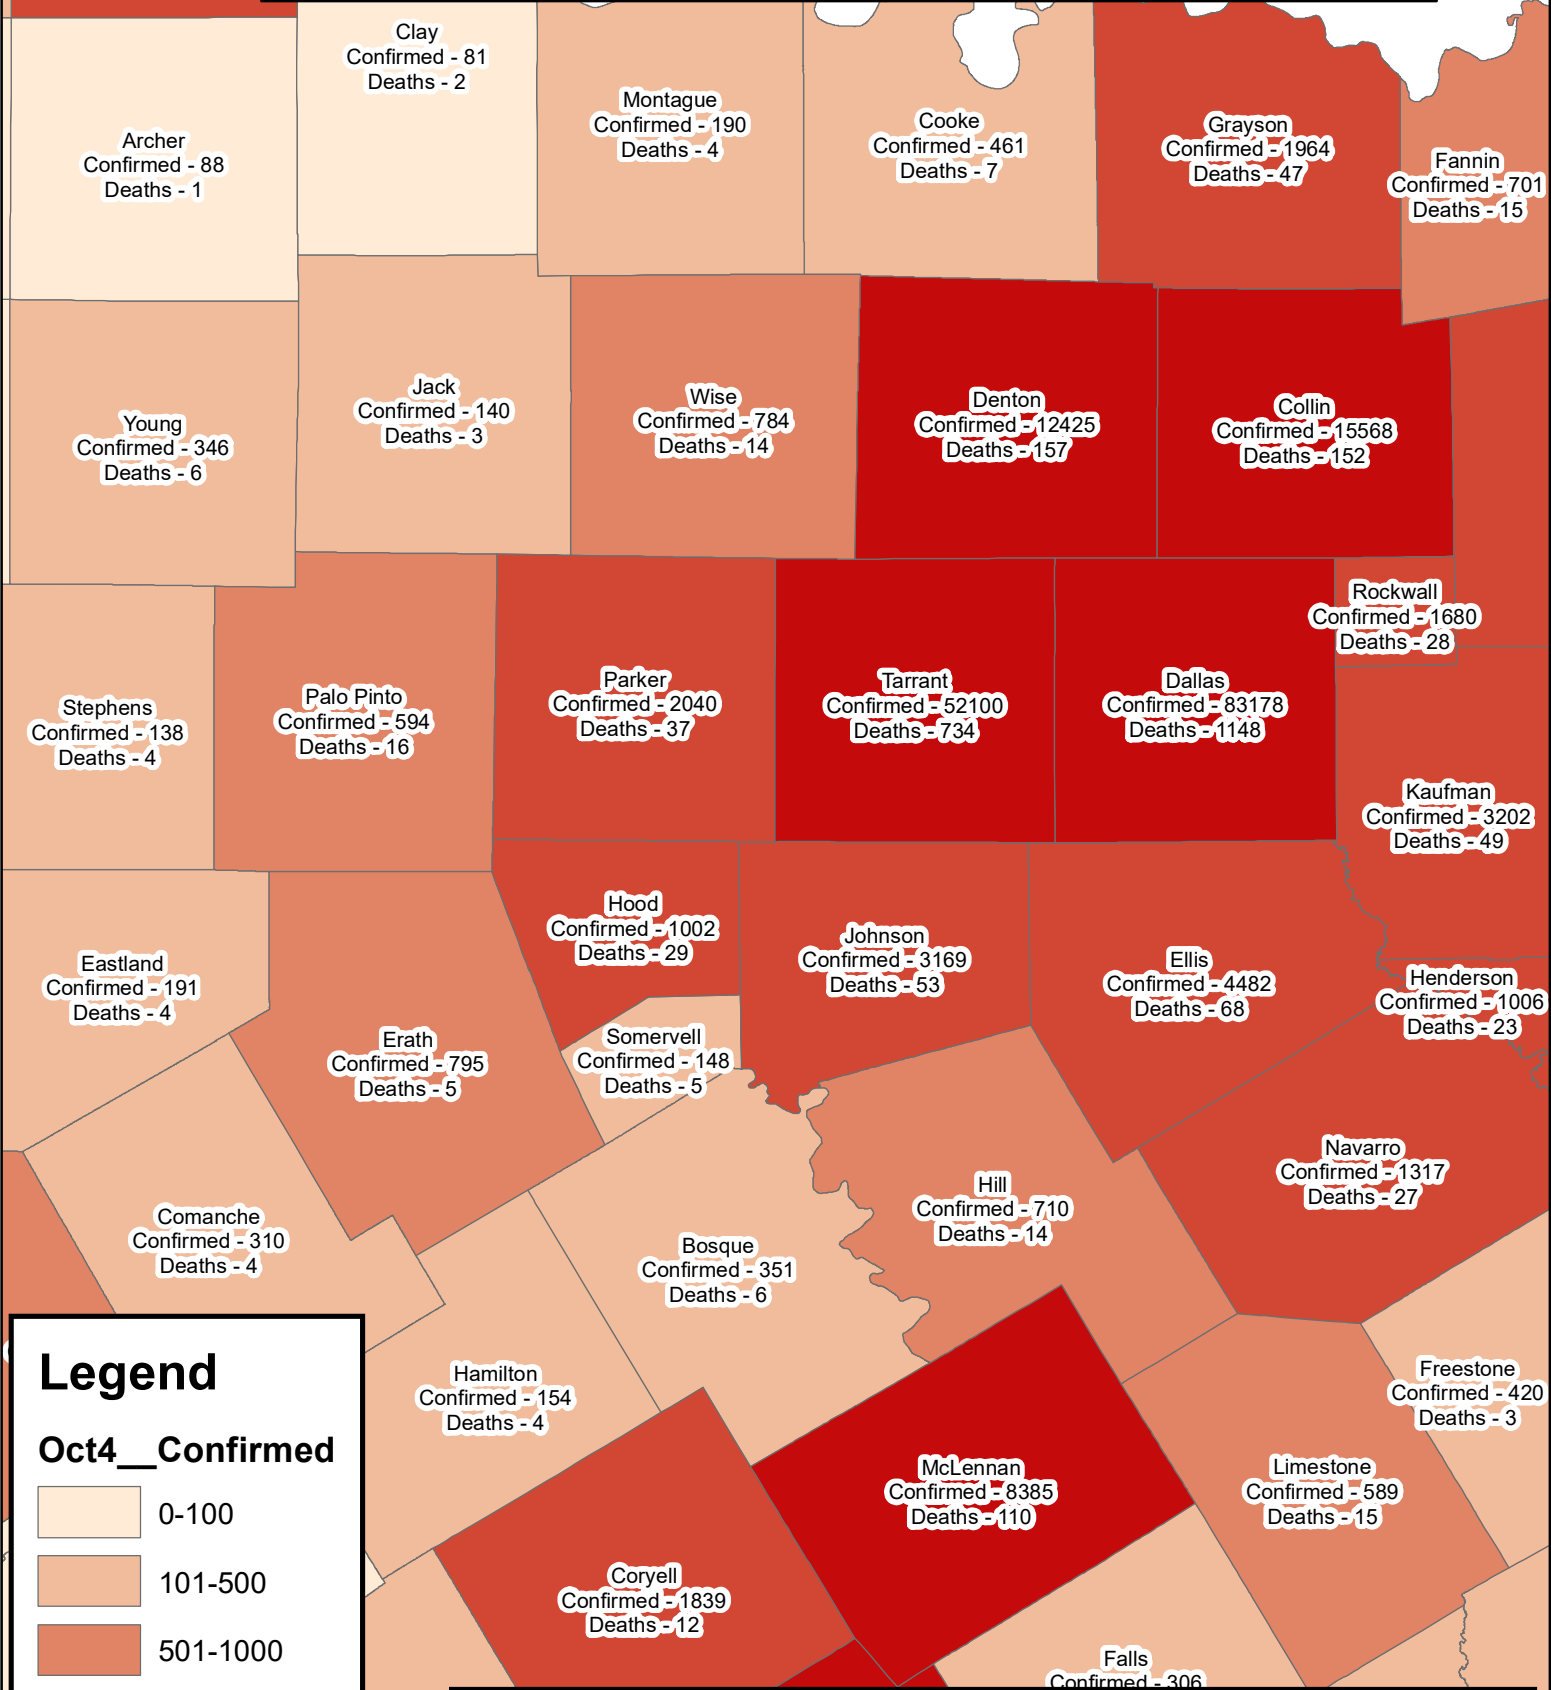 Clay
Confirmed - 81
Deaths - 2
Montague
Confirmed - 190
Deaths - 4
Cooke
Confirmed - 461
Deaths - 7
Grayson
Confirmed - 1964
Deaths - 47
Archer
Confirmed - 88
Deaths - 1
Fannin
Confirmed - 701
Deaths - 15
Jack
Confirmed - 140
Deaths - 3
Wise
Confirmed - 784
Deaths - 14
Denton
Confirmed - 12425
Deaths - 157
Collin
Confirmed - 15568
Deaths - 152
Young
Confirmed - 346
Deaths - 6
Rockwall
Confirmed - 1680
Deaths - 28
Stephens
Confirmed - 138
Deaths - 4
Palo Pinto
Confirmed - 594
Deaths - 16
Parker
Confirmed - 2040
Deaths - 37
Tarrant
Confirmed - 52100
Deaths - 734
Dallas
Confirmed - 83178
Deaths - 1148
Kaufman
Confirmed - 3202
Deaths - 49
Hood
Confirmed - 1002
Deaths - 29
Johnson
Confirmed - 3169
Deaths - 53
Ellis
Confirmed - 4482
Deaths - 68
Henderson
Confirmed - 1006
Deaths - 23
Eastland
Confirmed - 191
Deaths - 4
Erath
Confirmed - 795
Deaths - 5
Somervell
Confirmed - 148
Deaths - 5
Navarro
Confirmed - 1317
Deaths - 27
Comanche
Confirmed - 310
Deaths - 4
Bosque
Confirmed - 351
Deaths - 6
Hill
Confirmed - 710
Deaths - 14
Hamilton
Confirmed - 154
Deaths - 4
Freestone
Confirmed - 420
Deaths - 3
McLennan
Confirmed - 8385
Deaths - 110
Limestone
Confirmed - 589
Deaths - 15
Coryell
Confirmed - 1839
Deaths - 12
Falls
Confirmed - 306
Legend
Oct4__Confirmed
0-100
101-500
501-1000